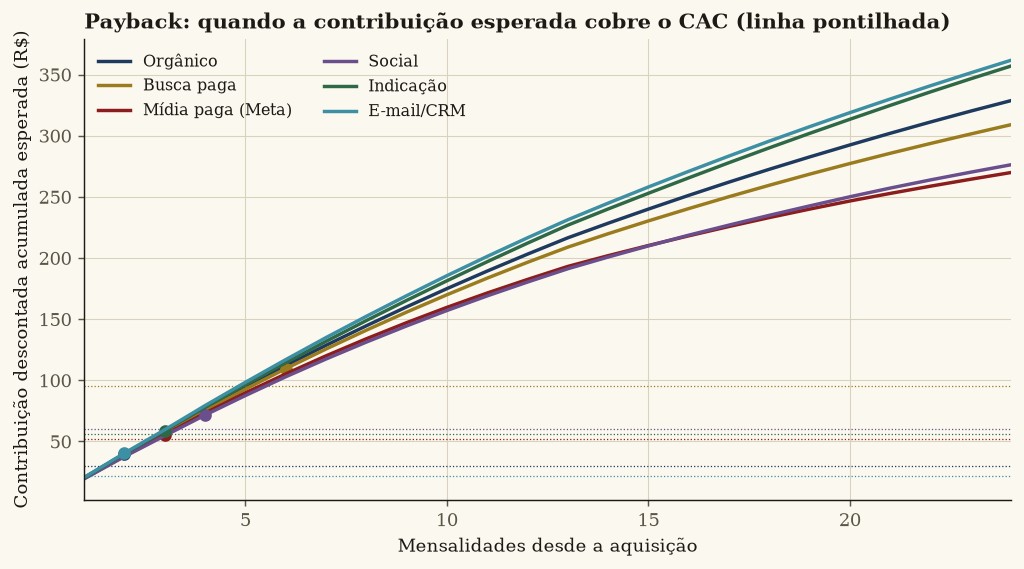 Payback: quando a contribuição esperada cobre o CAC (linha pontilhada)
Contribuição descontada acumulada esperada (R$)
350
300
250
200
150
100
50
Orgânico
Busca paga
Mídia paga (Meta)
Social
Indicação
E-mail/CRM
5
10
15
20
Mensalidades desde a aquisição